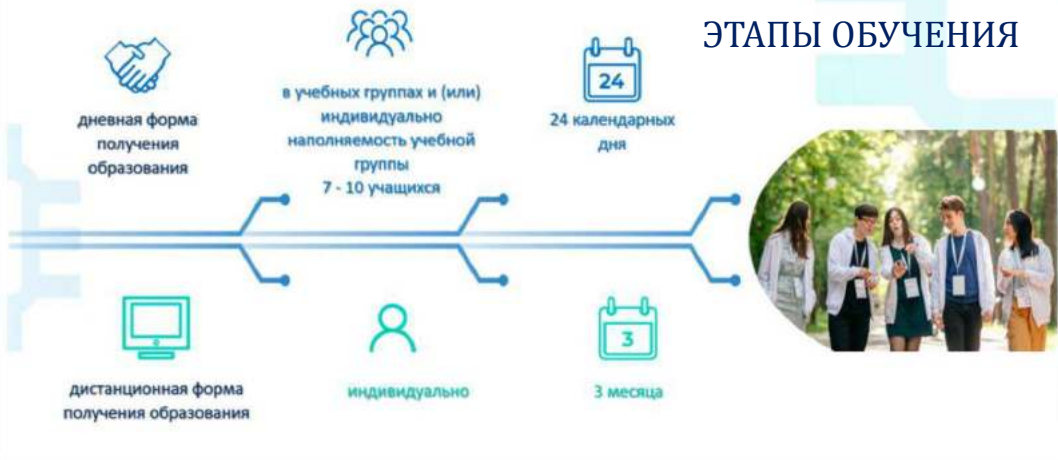 ЭТАПЫ ОБУЧЕНИЯ
дневная форма
получения
образования
в учебных группах и (или)
индивидуально
наполняемость учебной
группы
7 - 10 учащихся
24
24 календарных
дня
дистанционная форма
получения образования
индивидуально
3
3 месяца